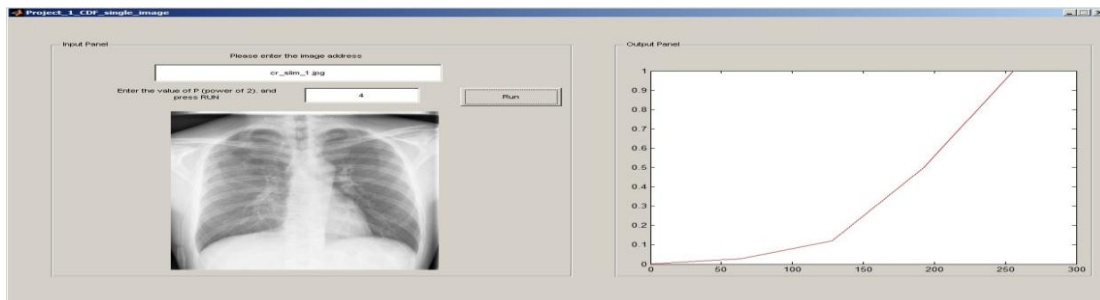 Project_1_CDF_single_image
Input Panel
Please enter the image address
cr_slim_1.jpg
Enter the value of P (power of 2). and
press RUN
4
Run
Output Panel
1
0.9
0.8
0.7
0.6
0.5
0.4
0.3
0.2
0.1
0
0 50 100 150 200 250 300